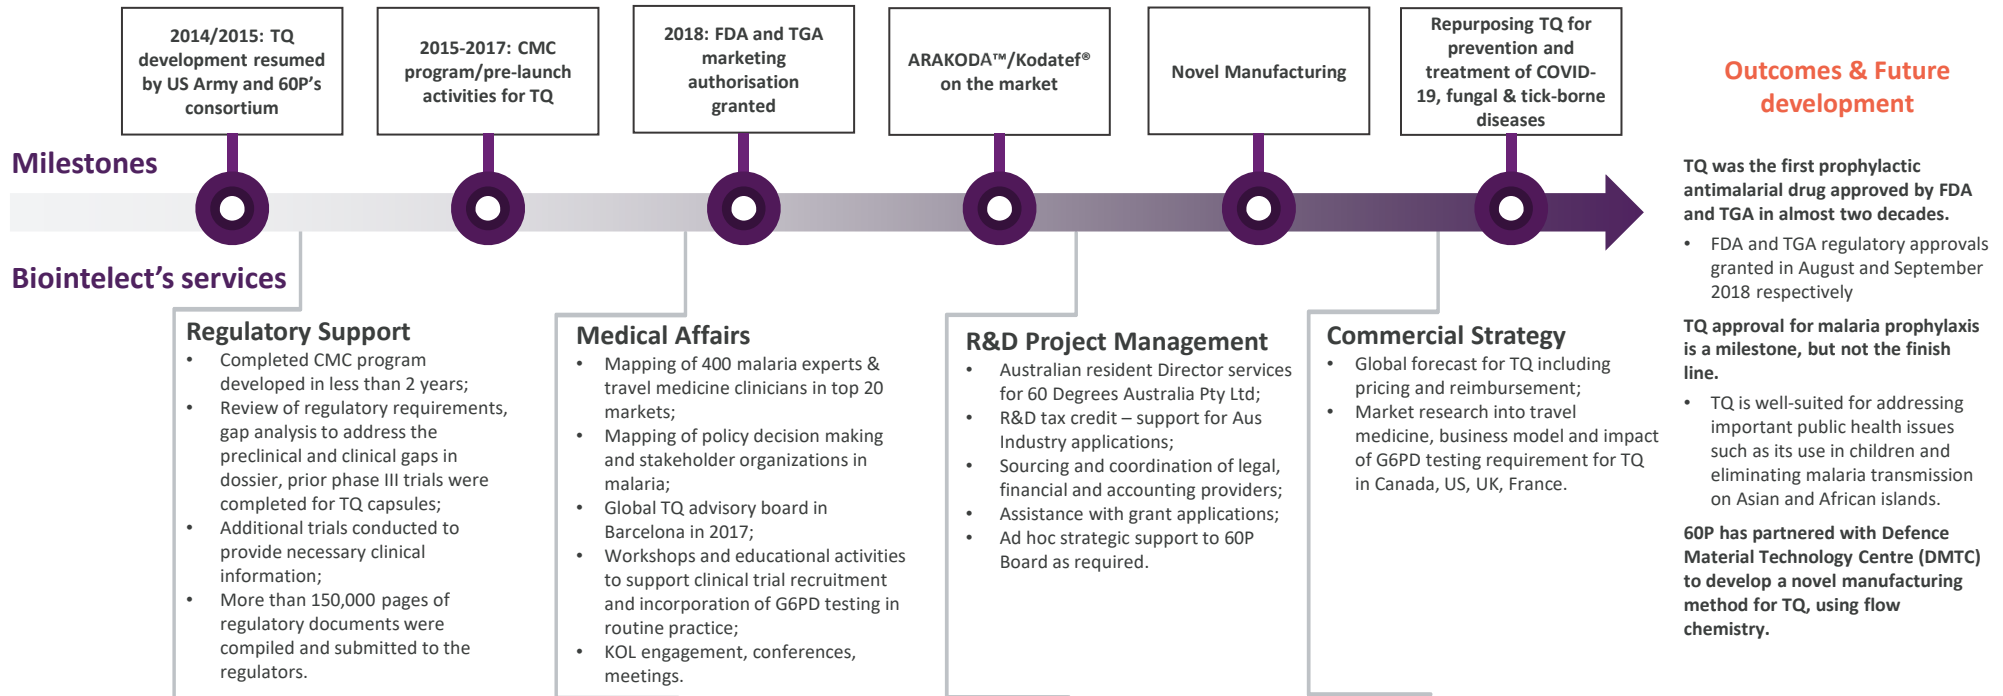 2014/2015: TQ
development resumed
by US Army and 60P's
consortium
2015-2017: CMC
program/pre-launch
activities for TQ
2018: FDA and TGA
marketing
authorisation
granted
ARAKODA™/Kodatef®
on the market
Novel Manufacturing
Repurposing TQ for
prevention and
treatment of COVID-
19, fungal & tick-borne
diseases
Milestones
Biointelect's services
Regulatory Support
• Completed CMC program
developed in less than 2 years;
• Review of regulatory requirements,
gap analysis to address the
preclinical and clinical gaps in
dossier, prior phase III trials were
completed for TQ capsules;
• Additional trials conducted to
provide necessary clinical
information;
• More than 150,000 pages of
regulatory documents were
compiled and submitted to the
regulators.
Medical Affairs
• Mapping of 400 malaria experts &
travel medicine clinicians in top 20
markets;
• Mapping of policy decision making
and stakeholder organizations in
malaria;
• Global TQ advisory board in
Barcelona in 2017;
• Workshops and educational activities
to support clinical trial recruitment
and incorporation of G6PD testing in
routine practice;
• KOL engagement, conferences,
meetings.
R&D Project Management
• Australian resident Director services
for 60 Degrees Australia Pty Ltd;
• R&D tax credit – support for Aus
Industry applications;
• Sourcing and coordination of legal,
financial and accounting providers;
• Assistance with grant applications;
• Ad hoc strategic support to 60P
Board as required.
Commercial Strategy
• Global forecast for TQ including
pricing and reimbursement;
• Market research into travel
medicine, business model and impact
of G6PD testing requirement for TQ
in Canada, US, UK, France.
Outcomes & Future
development
TQ was the first prophylactic
antimalarial drug approved by FDA
and TGA in almost two decades.
• FDA and TGA regulatory approvals
granted in August and September
2018 respectively
TQ approval for malaria prophylaxis
is a milestone, but not the finish
line.
• TQ is well-suited for addressing
important public health issues
such as its use in children and
eliminating malaria transmission
on Asian and African islands.
60P has partnered with Defence
Material Technology Centre (DMTC)
to develop a novel manufacturing
method for TQ, using flow
chemistry.